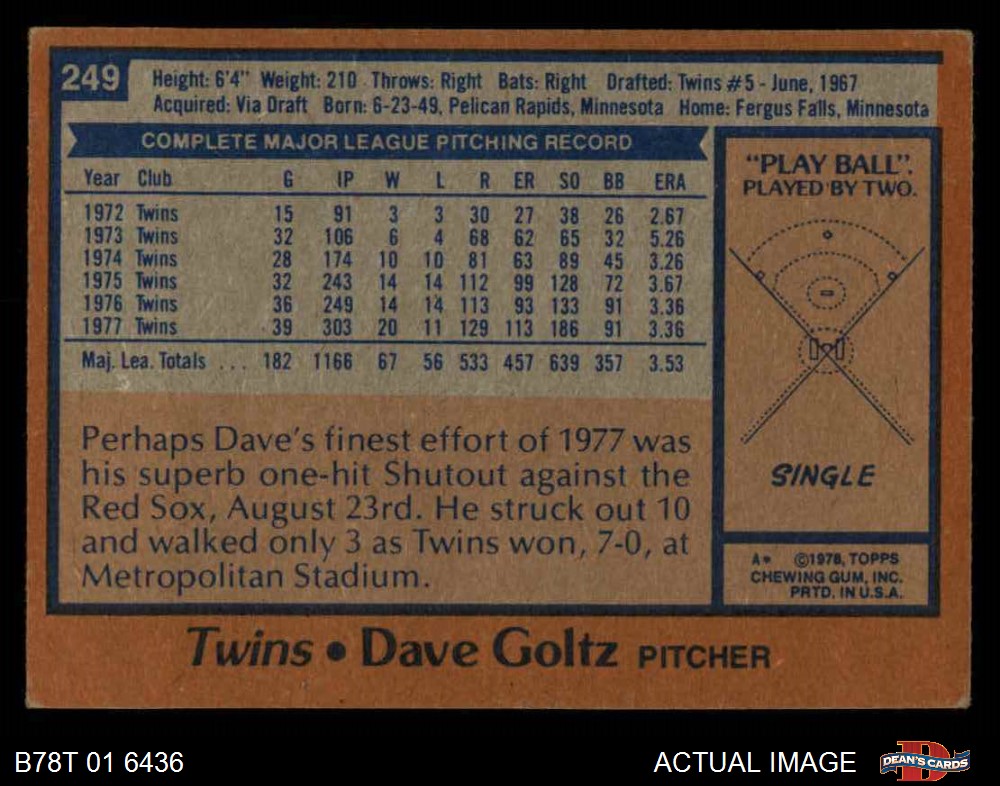 249
Height: 6'4" Weight: 210 Throws: Right Bats: Right Drafted: Twins #5 - June, 1967
Acquired: Via Draft Born: 6-23-49, Pelican Rapids, Minnesota Home: Fergus Falls, Minnesota
COMPLETE MAJOR LEAGUE PITCHING RECORD
Year Club G IP W L R ER SO BB ERA
1972 Twins 15 91 3 3 30 27 38 26 2.67
1973 Twins 32 106 6 4 68 62 65 32 5.26
1974 Twins 28 174 10 10 81 63 89 45 3.26
1975 Twins 32 243 14 14 112 99 128 72 3.67
1976 Twins 36 249 14 14 113 93 133 91 3.36
1977 Twins 39 303 20 11 129 113 186 91 3.36
Maj. Lea. Totals ... 182 1166 67 56 533 457 639 357 3.53
Perhaps Dave's finest effort of 1977 was
his superb one-hit Shutout against the
Red Sox, August 23rd. He struck out 10
and walked only 3 as Twins won, 7-0, at
Metropolitan Stadium.
"PLAY BALL".
PLAYED BY TWO.
SINGLE
A* ©1978, TOPPS
CHEWING GUM, INC.
PRTD. IN U.S.A.
Twins • Dave Goltz PITCHER
B78T 01 6436
ACTUAL IMAGE
DEAN'S CARDS